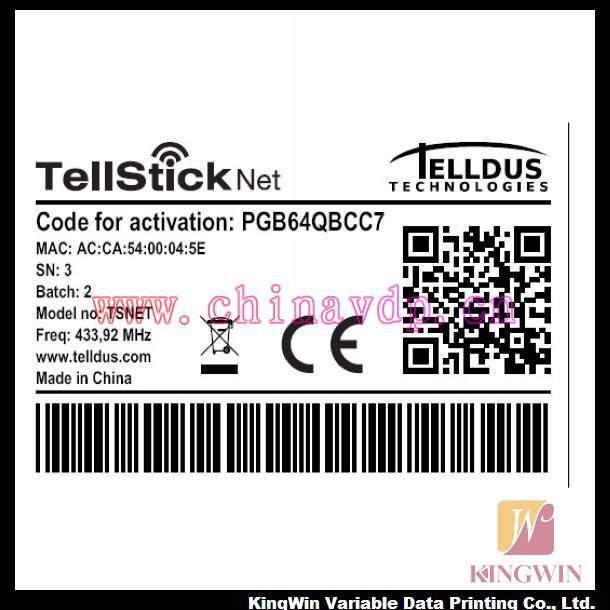 TellStick Net
TELLDUS
TECHNOLOGIES
Code for activation: PGB64QBCC7
MAC: AC:CA:54:00:04:5E
SN: 3
Batch: 2
www.chinavdp.cn
Model no: TSNET
Freq: 433,92 MHz
www.telldus.com
Made in China
CE
KINGWIN
KingWin Variable Data Printing Co., Ltd.